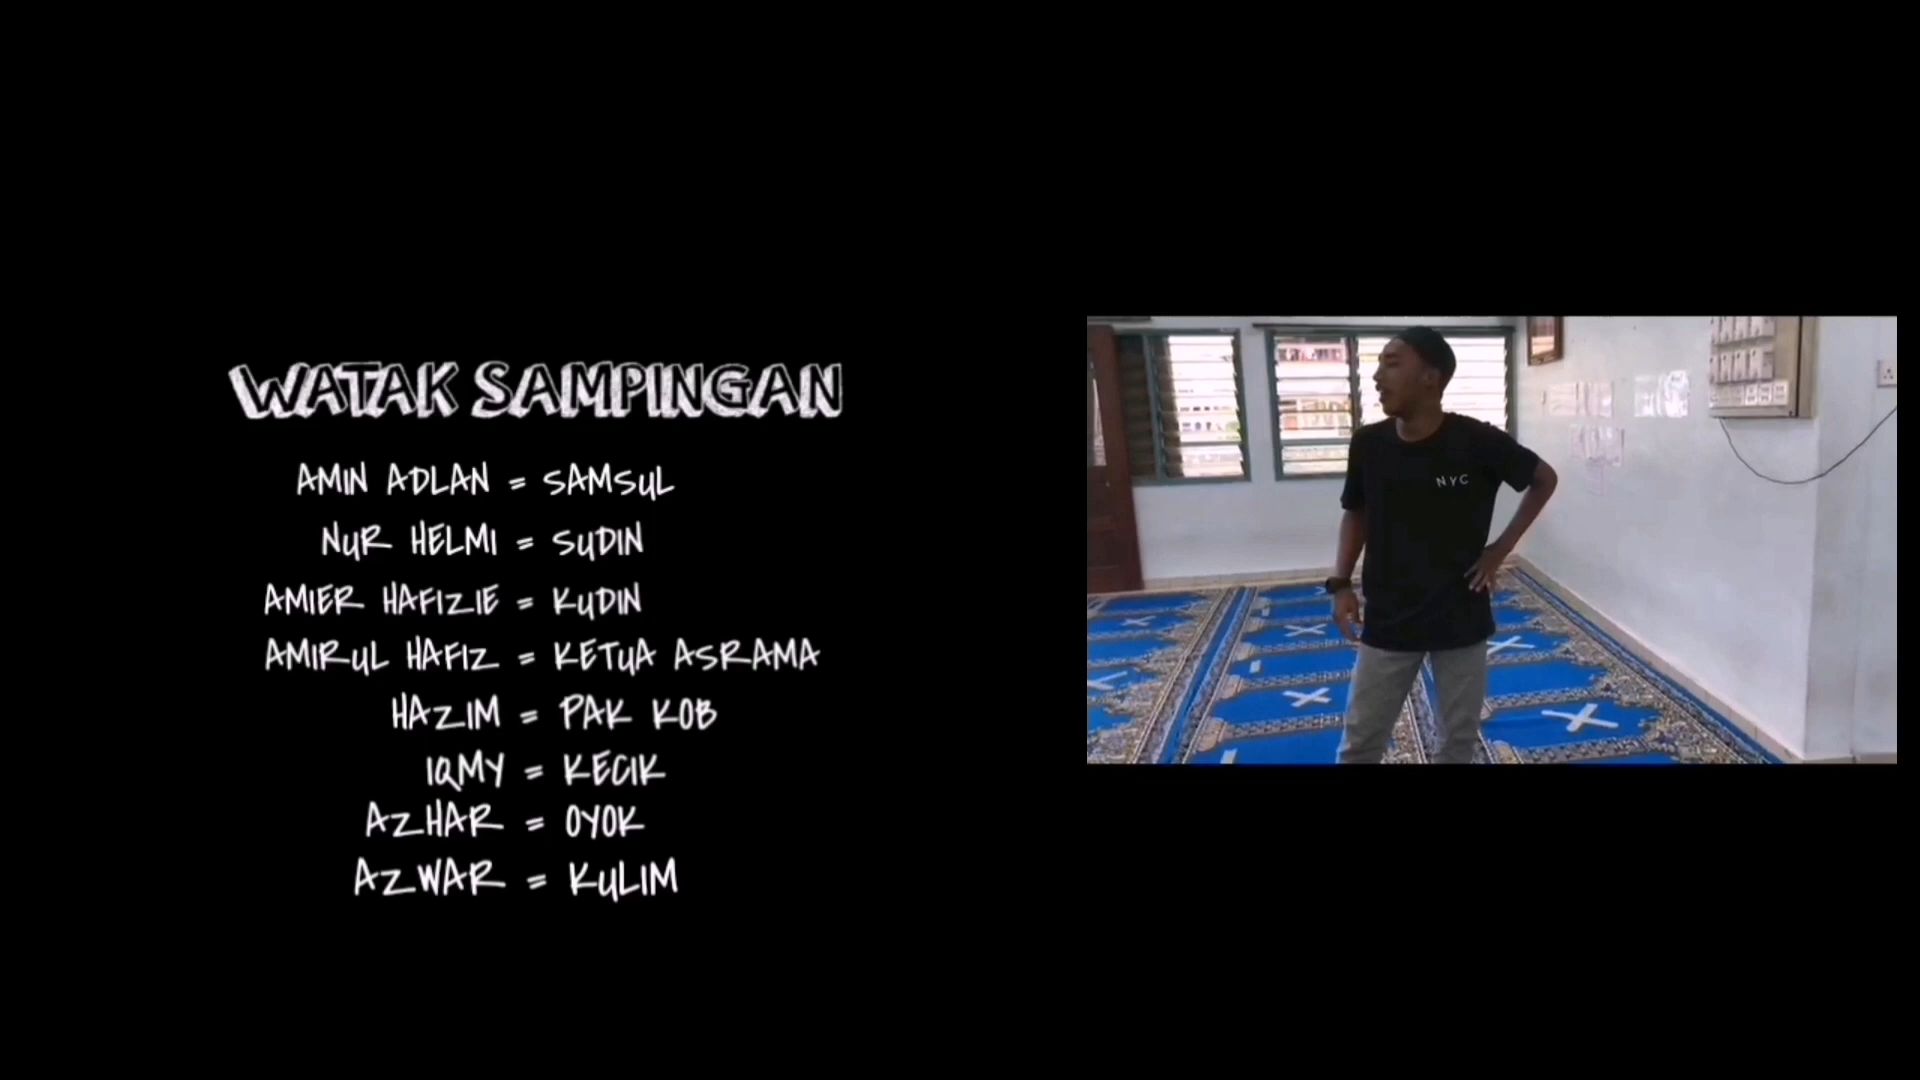 WATAK SAMPINGAN
AMIN ADLAN = SAMSUL
NUR HELMI = SUDIN
AMIER HAFIZIE = KUDIN
AMIRUL HAFIZ = KETUA ASRAMA
HAZIM = PAK KOB
IQMY = KECIK
AZHAR = OYOK
AZWAR = KULIM
NYC